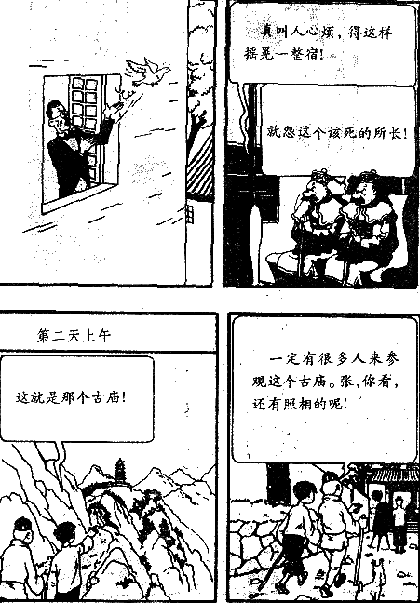 真叫人心烦，得这样
摇晃一整宿！
就怨这个该死的所长！
第二天上午
这就是那个古庙！
一定有很多人来参
观这个古庙。张，你看，
还有照相的呢！